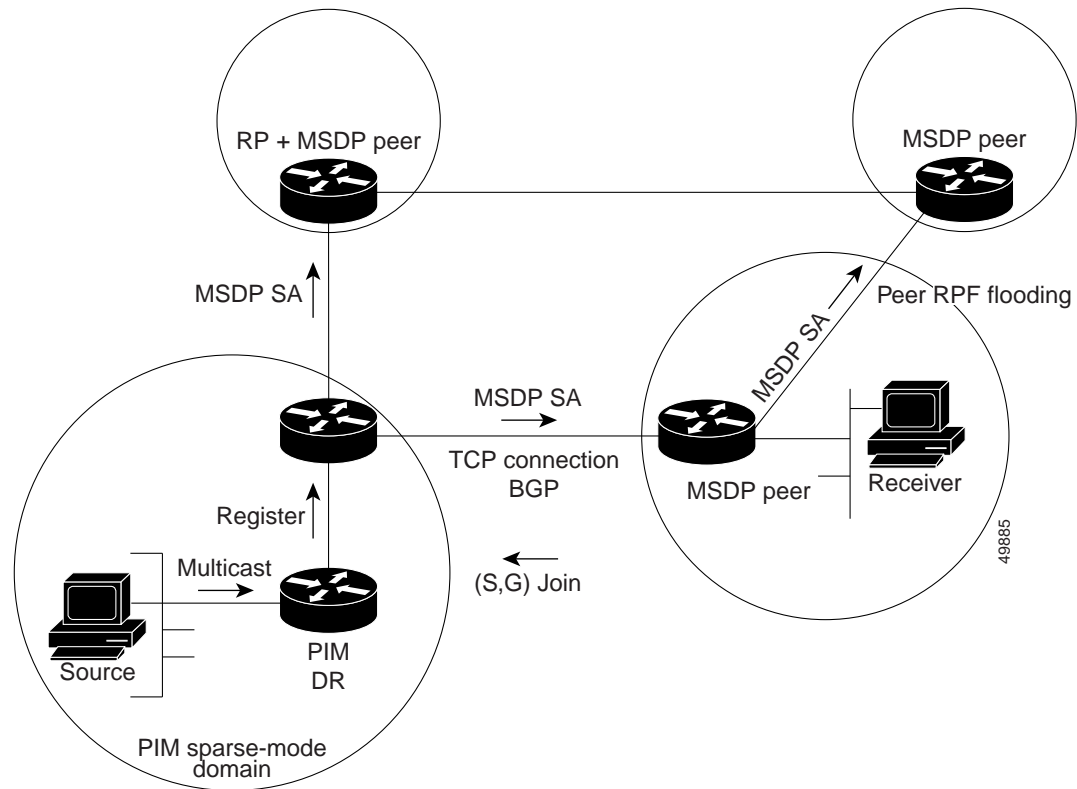 RP + MSDP peer
MSDP peer
MSDP SA
Peer RPF flooding
MSDP SA
MSDP SA
TCP connection
BGP
MSDP peer
Receiver
Register
49885
Multicast
(S,G) Join
Source
PIM
DR
PIM sparse-mode
domain